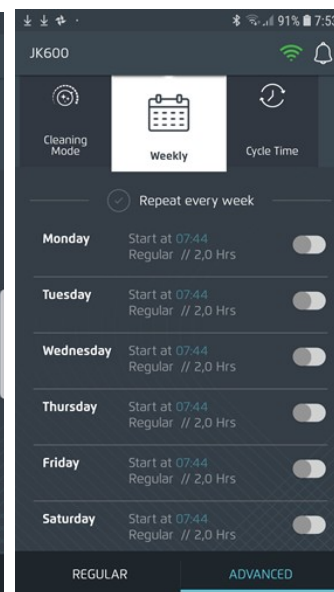 91% 7:53
JK600
Cleaning
Mode
Weekly
Cycle Time
Repeat every week
Monday
Start at 07:44
Regular // 2,0 Hrs
Tuesday
Start at 07:44
Regular // 2,0 Hrs
Wednesday
Start at 07:44
Regular // 2,0 Hrs
Thursday
Start at 07:44
Regular // 2,0 Hrs
Friday
Start at 07:44
Regular // 2,0 Hrs
Saturday
Start at 07:44
Regular // 2,0 Hrs
REGULAR
ADVANCED